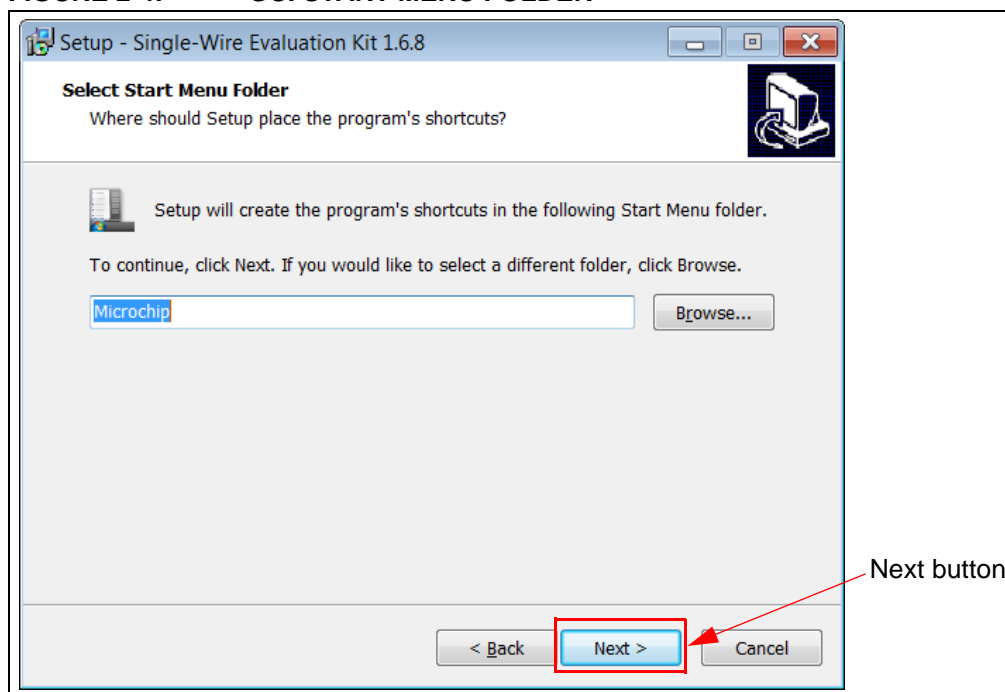 Setup - Single-Wire Evaluation Kit 1.6.8
Select Start Menu Folder
Where should Setup place the program's shortcuts?
Setup will create the program's shortcuts in the following Start Menu folder.
To continue, click Next. If you would like to select a different folder, click Browse.
Microchip
Browse...
Next button
< Back
Next >
Cancel